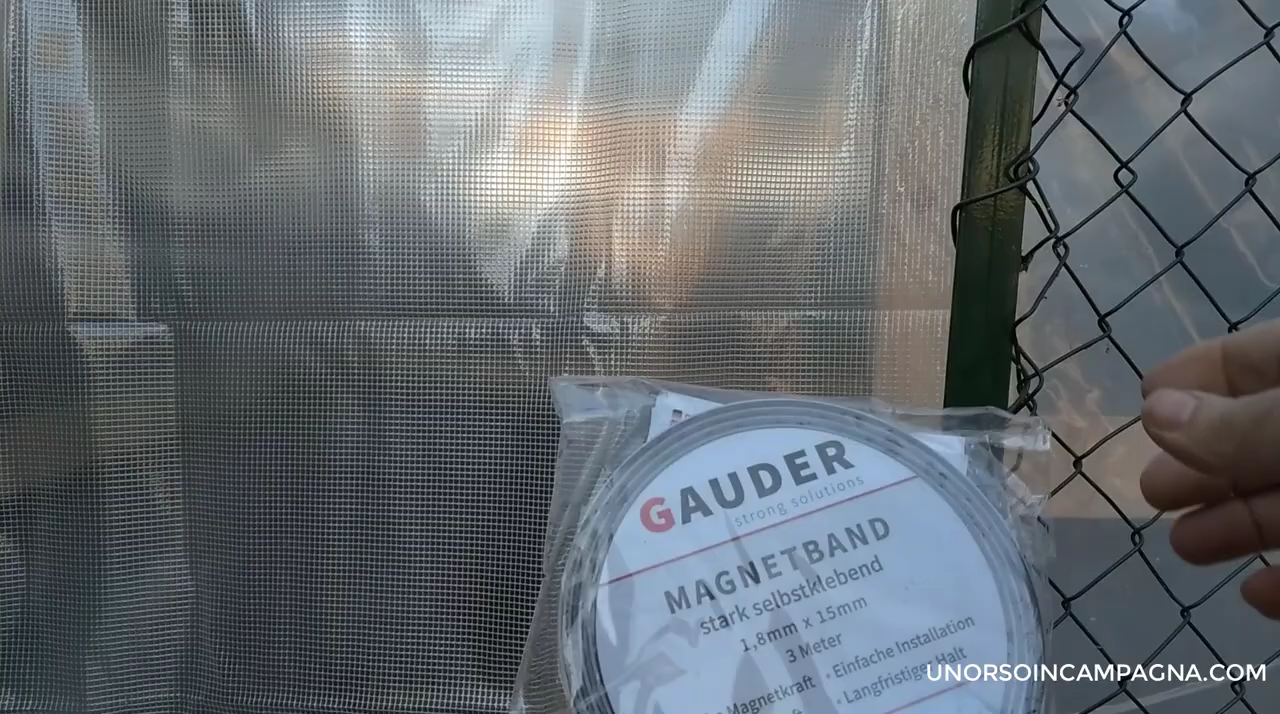 GAUDER
strong solutions
MAGNETBAND
stark selbstklebend
1,8mm x 15mm
3 Meter
Magnetkraft · Einfache Installation
· Langfristiger Halt
UNORSOINCAMPAGNA.COM